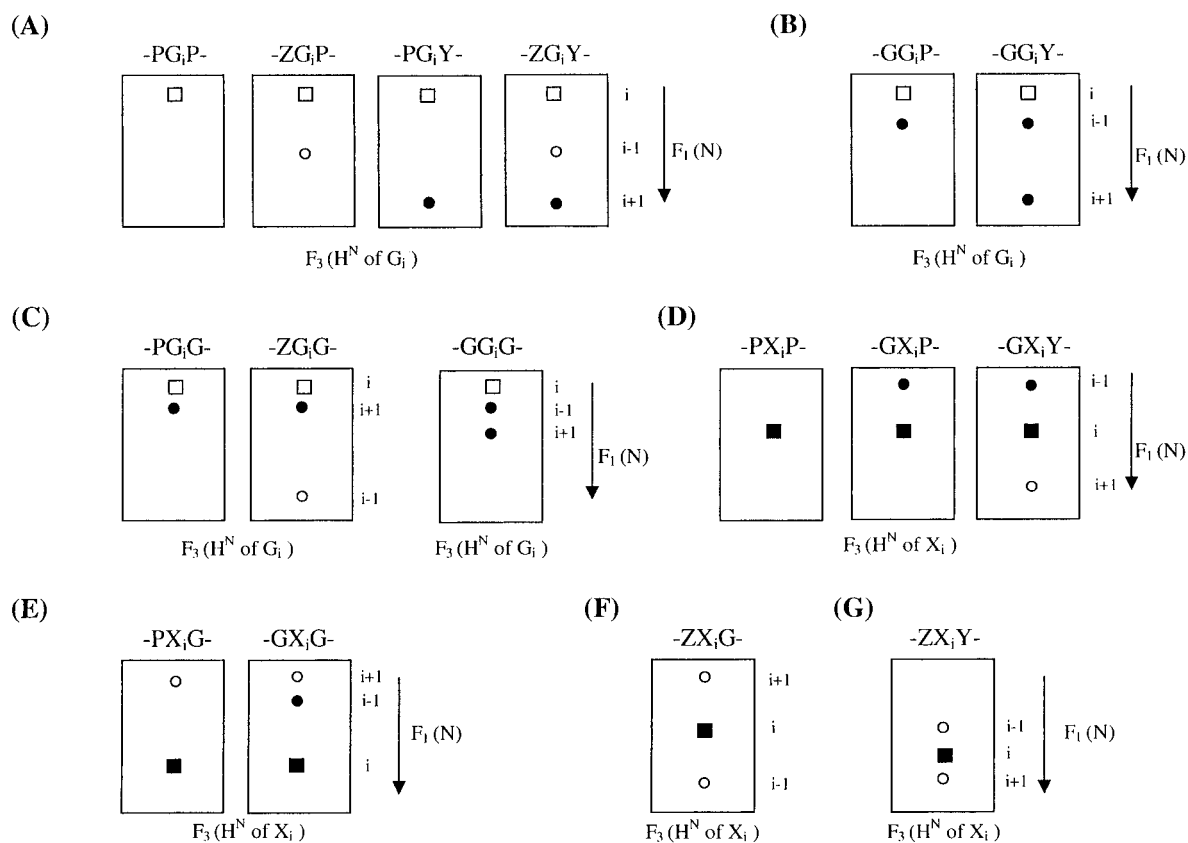 (A)
-PGᵢP- -ZGᵢP- -PGᵢY- -ZGᵢY-
i
i-1
i+1
F₁ (N)
F₃ (Hᴺ of Gᵢ )
(B)
-GGᵢP- -GGᵢY-
i
i-1
i+1
F₁ (N)
F₃ (Hᴺ of Gᵢ )
(C)
-PGᵢG- -ZGᵢG- -GGᵢG-
i
i+1
i-1
i
i-1
i+1
F₁ (N)
F₃ (Hᴺ of Gᵢ ) F₃ (Hᴺ of Gᵢ )
(D)
-PXᵢP- -GXᵢP- -GXᵢY-
i-1
i
i+1
F₁ (N)
F₃ (Hᴺ of Xᵢ )
(E)
-PXᵢG- -GXᵢG-
i+1
i-1
i
F₁ (N)
F₃ (Hᴺ of Xᵢ )
(F)
-ZXᵢG-
i+1
i
i-1
F₃ (Hᴺ of Xᵢ )
(G)
-ZXᵢY-
i-1
i
i+1
F₁ (N)
F₃ (Hᴺ of Xᵢ )